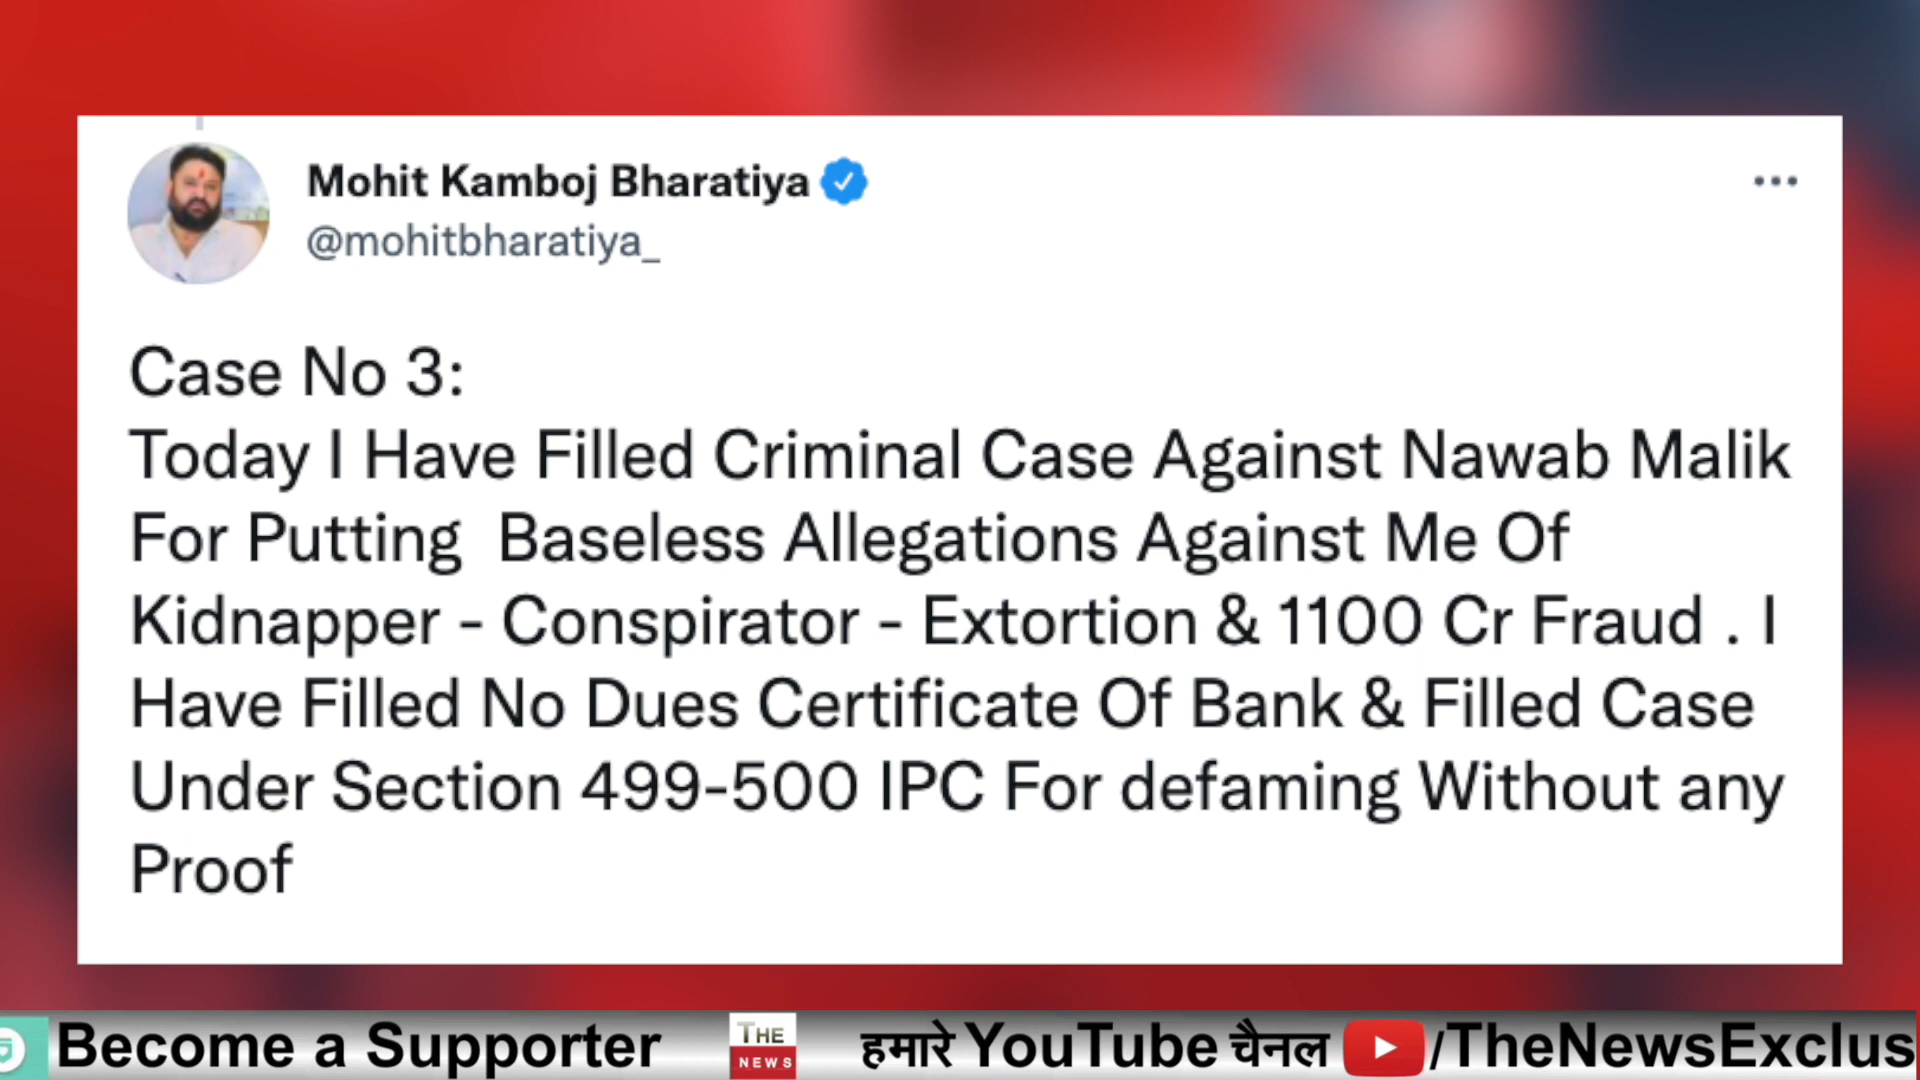 Mohit Kamboj Bharatiya
@mohitbharatiya_
Case No 3:
Today I Have Filled Criminal Case Against Nawab Malik
For Putting  Baseless Allegations Against Me Of
Kidnapper - Conspirator - Extortion & 1100 Cr Fraud . I
Have Filled No Dues Certificate Of Bank & Filled Case
Under Section 499-500 IPC For defaming Without any
Proof
Become a Supporter THE NEWS हमारे YouTube चैनल /TheNewsExclus